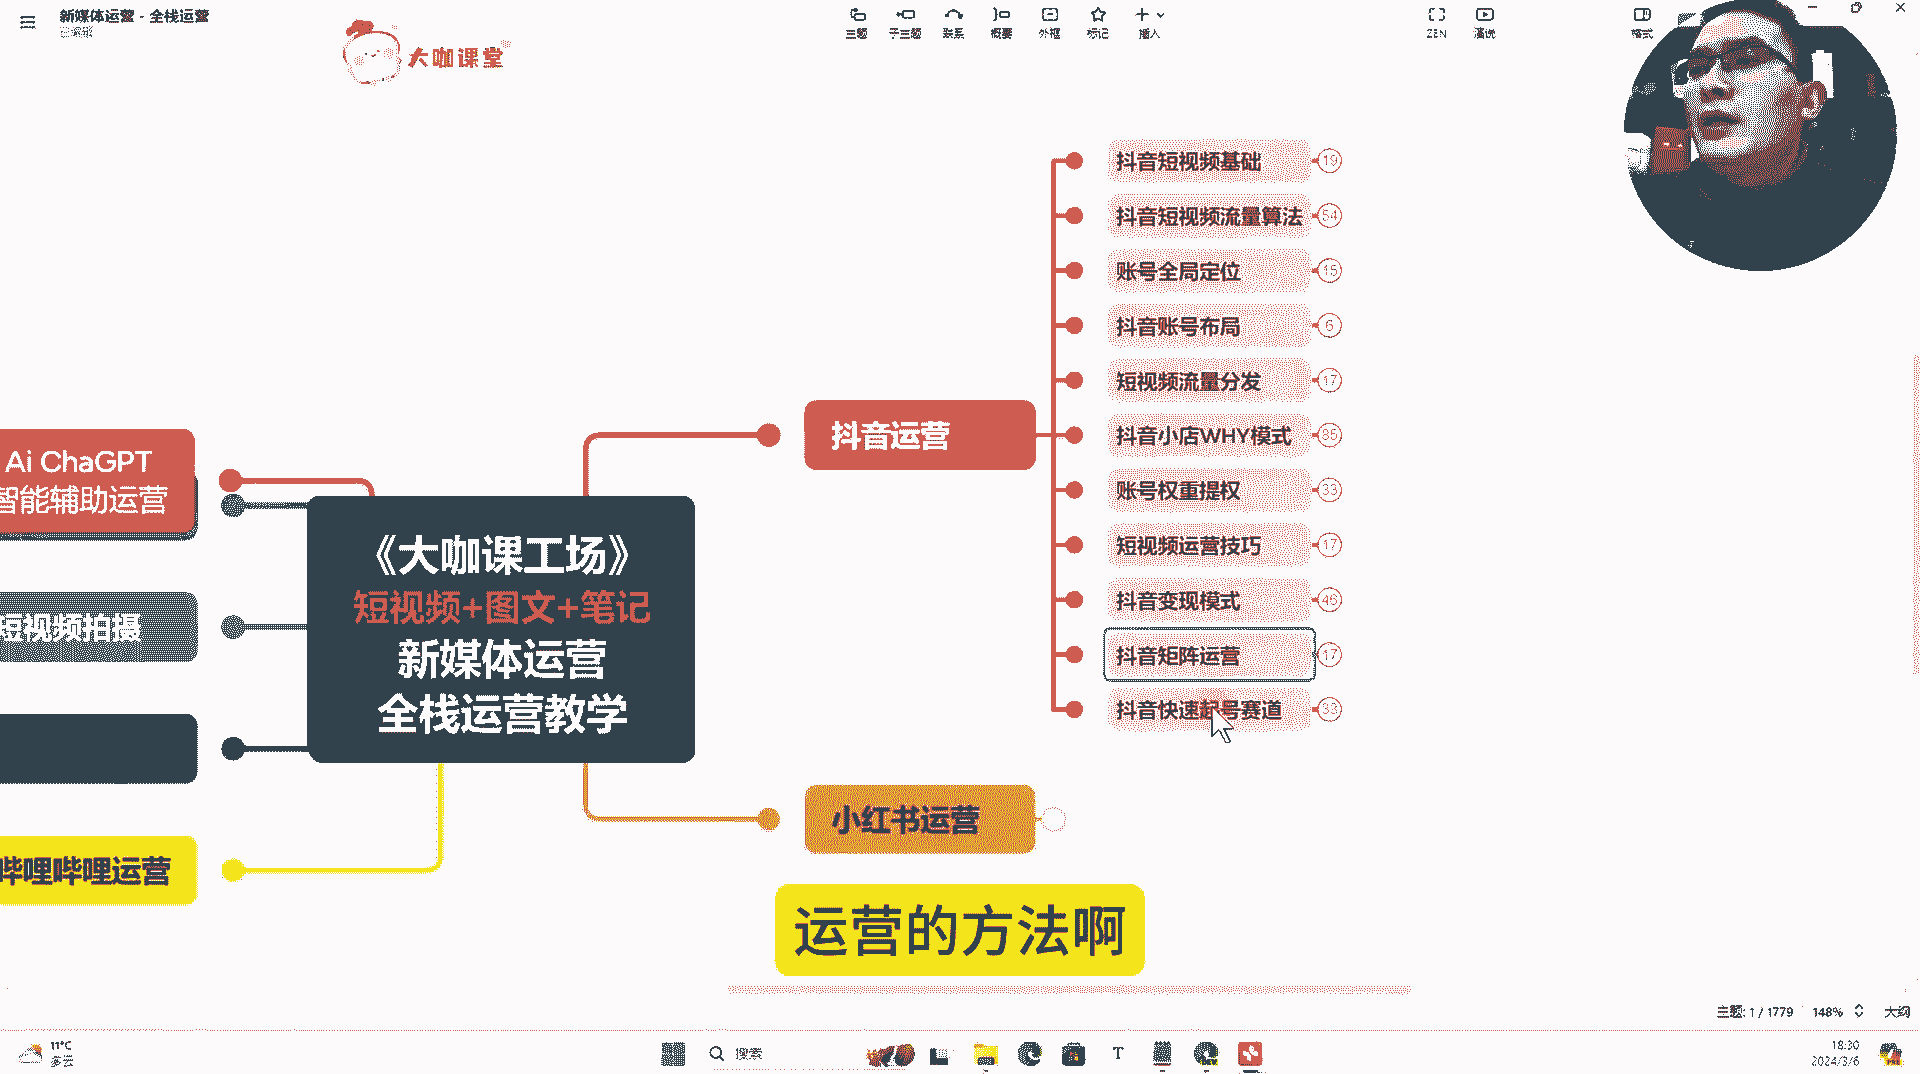 新媒体运营 - 全栈运营
已编辑
大咖课堂
主题
子主题
联系
概要
外框
标记
插入
ZEN
演说
格式
抖音短视频基础 19
抖音短视频流量算法 54
账号全局定位 15
抖音账号布局 6
短视频流量分发 17
抖音运营
抖音小店WHY模式 85
账号权重提权 33
短视频运营技巧 17
抖音变现模式 45
抖音矩阵运营 17
抖音快速起号赛道 33
Ai ChaGPT
智能辅助运营
短视频拍摄
哔哩哔哩运营
《大咖课工场》
短视频+图文+笔记
新媒体运营
全栈运营教学
小红书运营
运营的方法啊
主题: 1 / 1779
148%
大纲
11°C
多云
搜索
18:30
2024/3/6